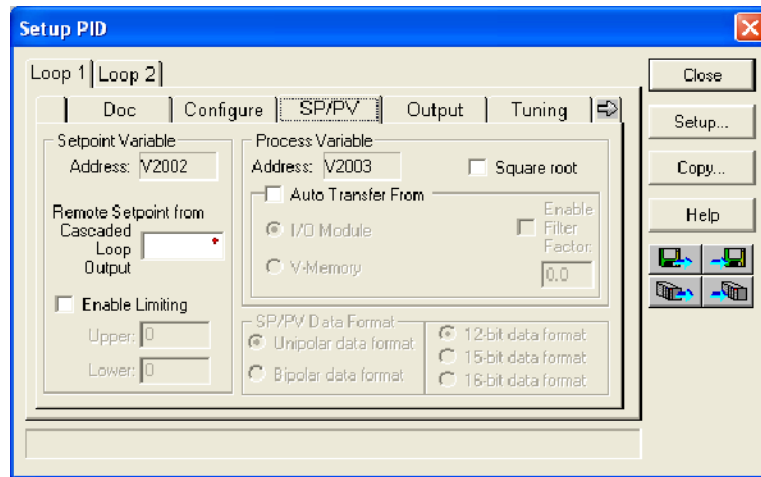 Setup PID
Loop 1 Loop 2
Close
Doc Configure SP/PV Output Tuning
Setup...
Copy...
Help
Setpoint Variable
Address: V2002
Remote Setpoint from
Cascaded
Loop
Output
*
Enable Limiting
Upper: 0
Lower: 0
Process Variable
Address: V2003
Square root
Auto Transfer From
I/O Module
V-Memory
Enable
Filter
Factor:
0.0
SP/PV Data Format
Unipolar data format
Bipolar data format
12-bit data format
15-bit data format
16-bit data format